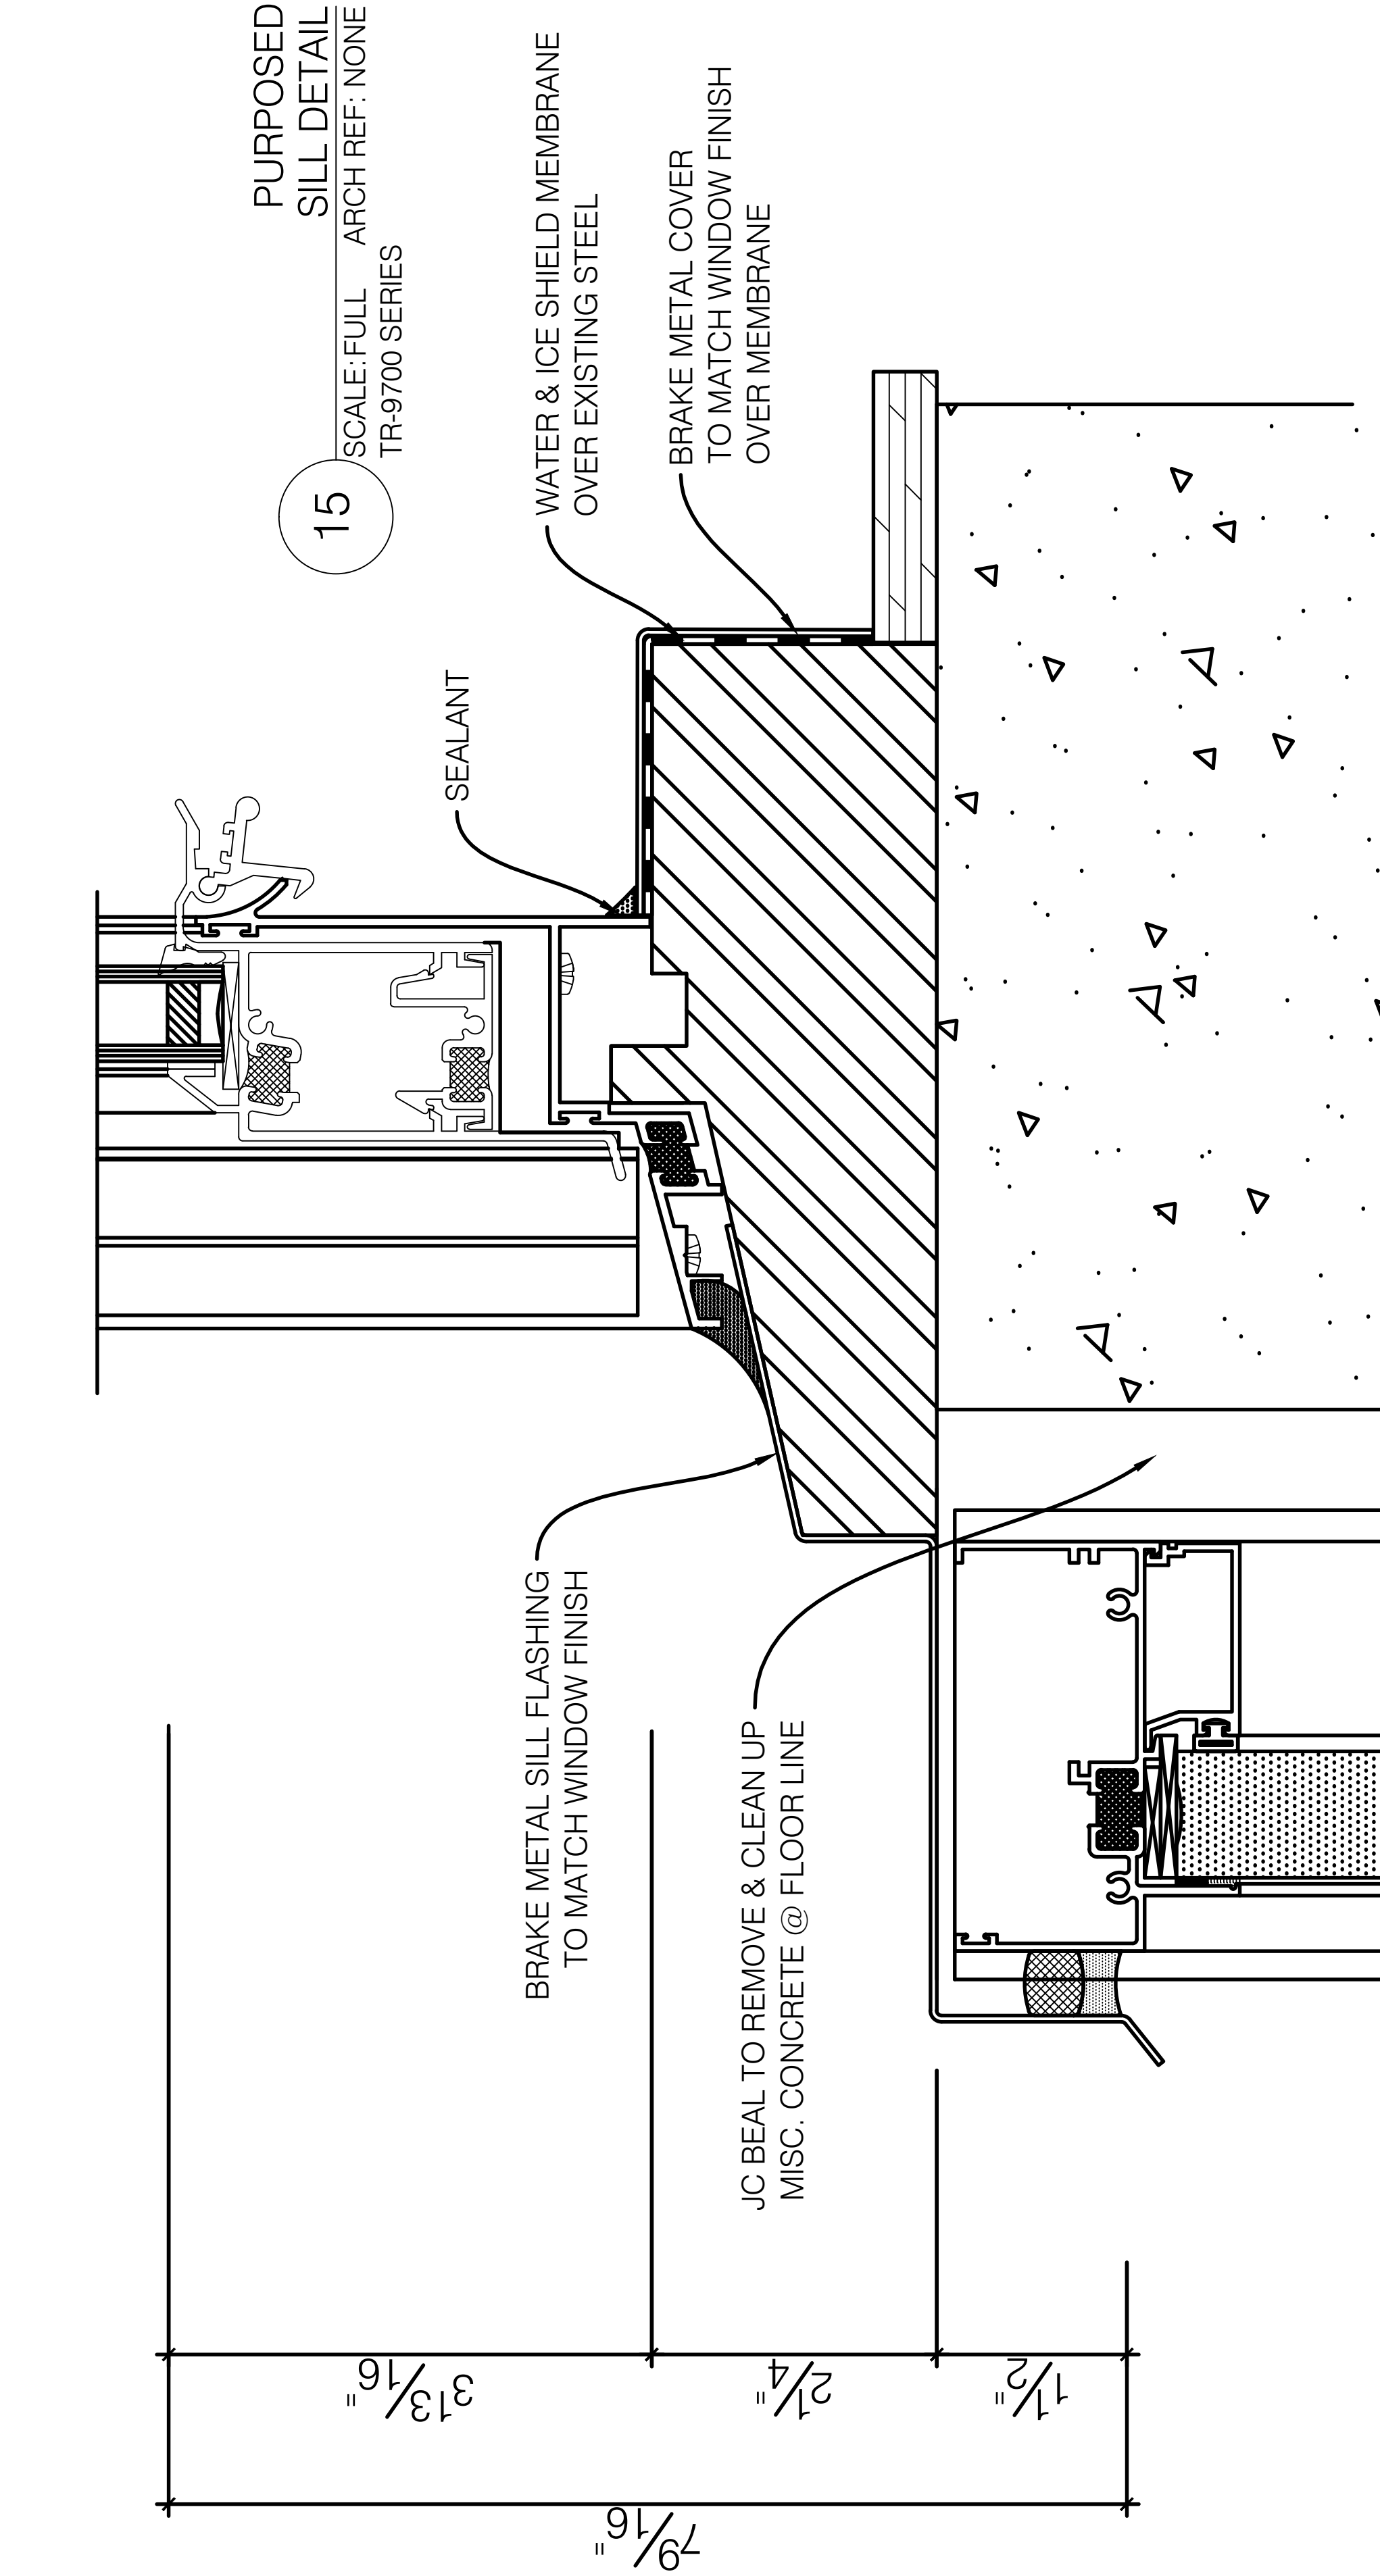 PURPOSED
SILL DETAIL
15
SCALE: FULL ARCH REF: NONE
TR-9700 SERIES
WATER & ICE SHIELD MEMBRANE
OVER EXISTING STEEL
BRAKE METAL COVER
TO MATCH WINDOW FINISH
OVER MEMBRANE
SEALANT
BRAKE METAL SILL FLASHING
TO MATCH WINDOW FINISH
JC BEAL TO REMOVE & CLEAN UP
MISC. CONCRETE @ FLOOR LINE
3 13/16"
2 1/4"
1 1/2"
7 9/16"